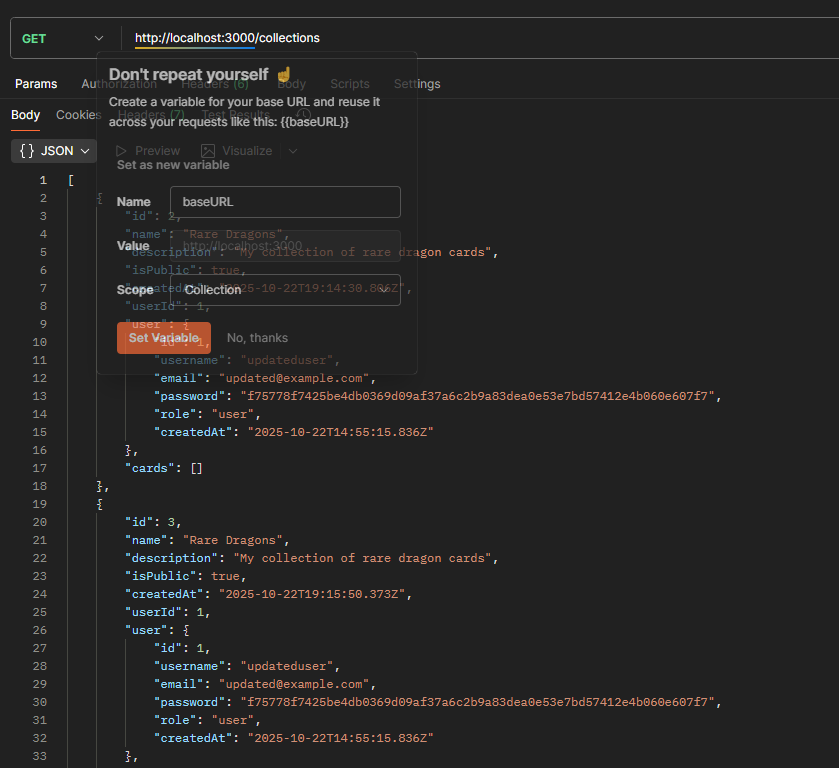 GET http://localhost:3000/collections
Don't repeat yourself ☝
Params Authorization Headers (6) Body Scripts Settings
Create a variable for your base URL and reuse it
Body Cookies Headers (7) Test Results
across your requests like this: {{baseURL}}
{} JSON Preview Visualize
Set as new variable
1 [
2 {
Name baseURL
3 "id": 2,
4 "name": "Rare Dragons",
Value http://localhost:3000
5 "description": "My collection of rare dragon cards",
6 "isPublic": true,
7 "createdAt": "2025-10-22T19:14:30.806Z",
Scope Collection
8 "userId": 1,
9 "user": {
Set Variable No, thanks
10 "id": 1,
11 "username": "updateduser",
12 "email": "updated@example.com",
13 "password": "f75778f7425be4db0369d09af37a6c2b9a83dea0e53e7bd57412e4b060e607f7",
14 "role": "user",
15 "createdAt": "2025-10-22T14:55:15.836Z"
16 },
17 "cards": []
18 },
19 {
20 "id": 3,
21 "name": "Rare Dragons",
22 "description": "My collection of rare dragon cards",
23 "isPublic": true,
24 "createdAt": "2025-10-22T19:15:50.373Z",
25 "userId": 1,
26 "user": {
27 "id": 1,
28 "username": "updateduser",
29 "email": "updated@example.com",
30 "password": "f75778f7425be4db0369d09af37a6c2b9a83dea0e53e7bd57412e4b060e607f7",
31 "role": "user",
32 "createdAt": "2025-10-22T14:55:15.836Z"
33 },